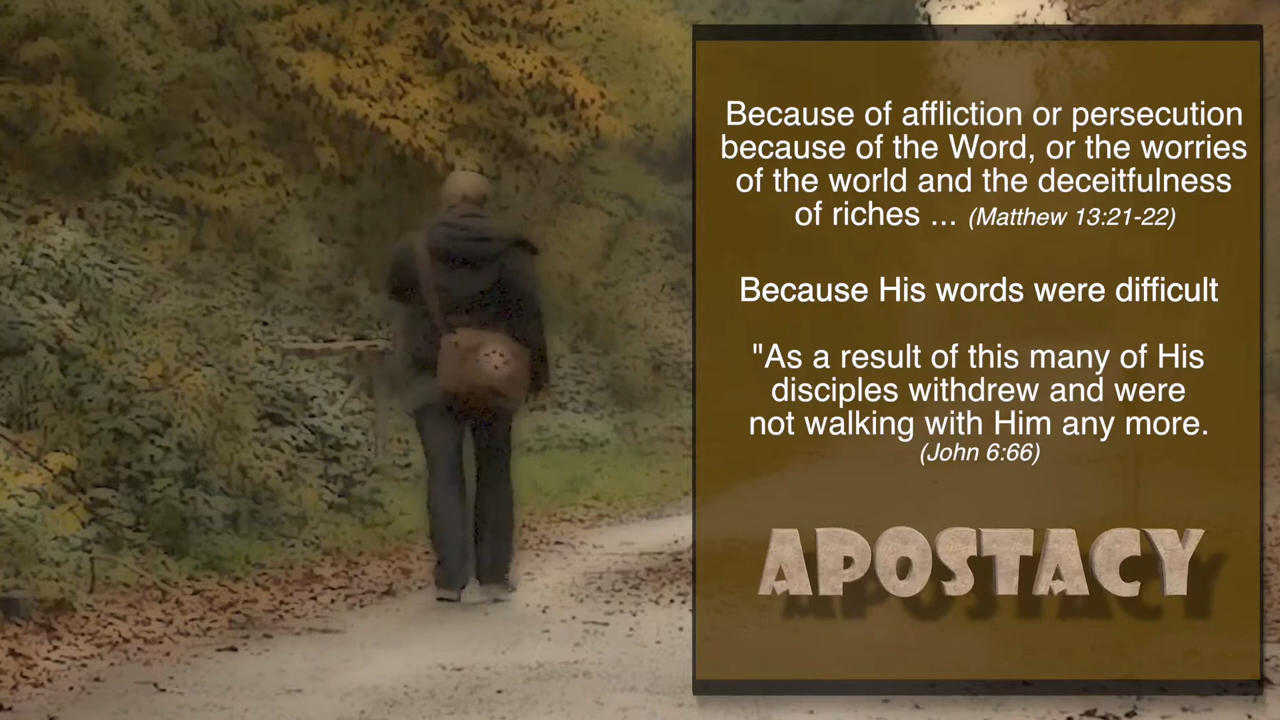 Because of affliction or persecution
because of the Word, or the worries
of the world and the deceitfulness
of riches ... (Matthew 13:21-22)
Because His words were difficult
"As a result of this many of His
disciples withdrew and were
not walking with Him any more.
(John 6:66)
APOSTACY